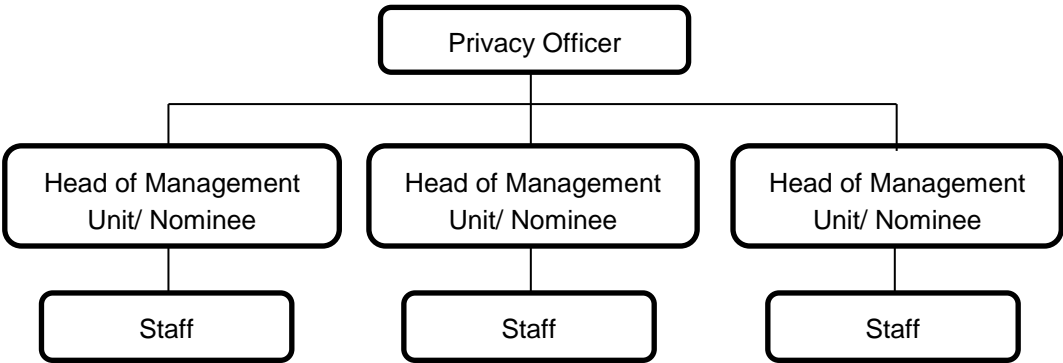 Privacy Officer
Head of Management
Unit/ Nominee
Head of Management
Unit/ Nominee
Head of Management
Unit/ Nominee
Staff
Staff
Staff